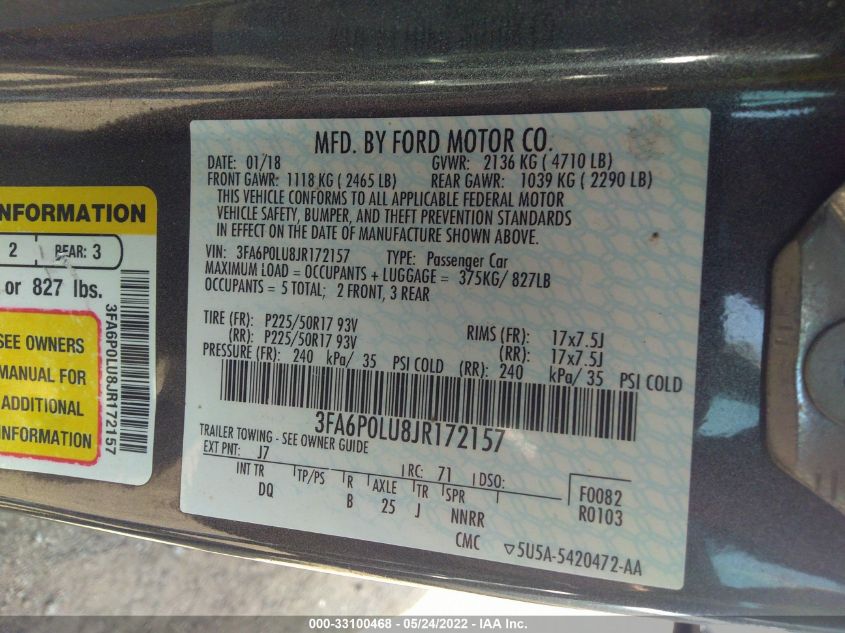 MFD. BY FORD MOTOR CO.
DATE: 01/18 GVWR: 2136 KG ( 4710 LB)
FRONT GAWR: 1118 KG ( 2465 LB) REAR GAWR: 1039 KG ( 2290 LB)
THIS VEHICLE CONFORMS TO ALL APPLICABLE FEDERAL MOTOR
VEHICLE SAFETY, BUMPER, AND THEFT PREVENTION STANDARDS
IN EFFECT ON THE DATE OF MANUFACTURE SHOWN ABOVE.
VIN: 3FA6P0LU8JR172157 TYPE: Passenger Car
MAXIMUM LOAD = OCCUPANTS + LUGGAGE = 375KG/ 827LB
OCCUPANTS = 5 TOTAL; 2 FRONT, 3 REAR
TIRE (FR): P225/50R17 93V RIMS (FR): 17x7.5J
(RR): P225/50R17 93V (RR): 17x7.5J
PRESSURE (FR): 240 kPa/ 35 PSI COLD (RR): 240 kPa/ 35 PSI COLD
3FA6P0LU8JR172157
TRAILER TOWING - SEE OWNER GUIDE
EXT PNT: J7 RC: 71 DSO:
INT TR TP/PS R AXLE TR SPR F0082
DQ B 25 J NNRR R0103
CMC 5U5A-5420472-AA
NFORMATION
2 REAR: 3
or 827 lbs.
SEE OWNERS
MANUAL FOR
ADDITIONAL
INFORMATION
3FA6P0LU8JR172157
000-33100468 - 05/24/2022 - IAA Inc.